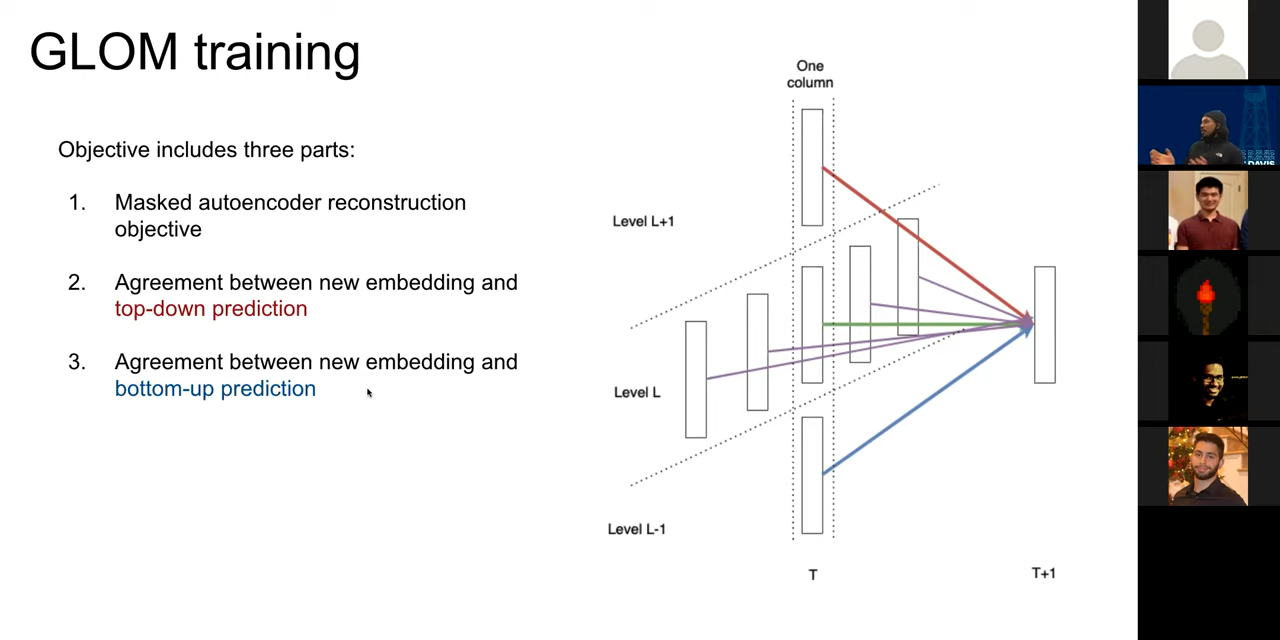 GLOM training
Objective includes three parts:
1. Masked autoencoder reconstruction
objective
2. Agreement between new embedding and
top-down prediction
3. Agreement between new embedding and
bottom-up prediction
One
column
Level L+1
Level L
Level L-1
T
T+1
DAVIS